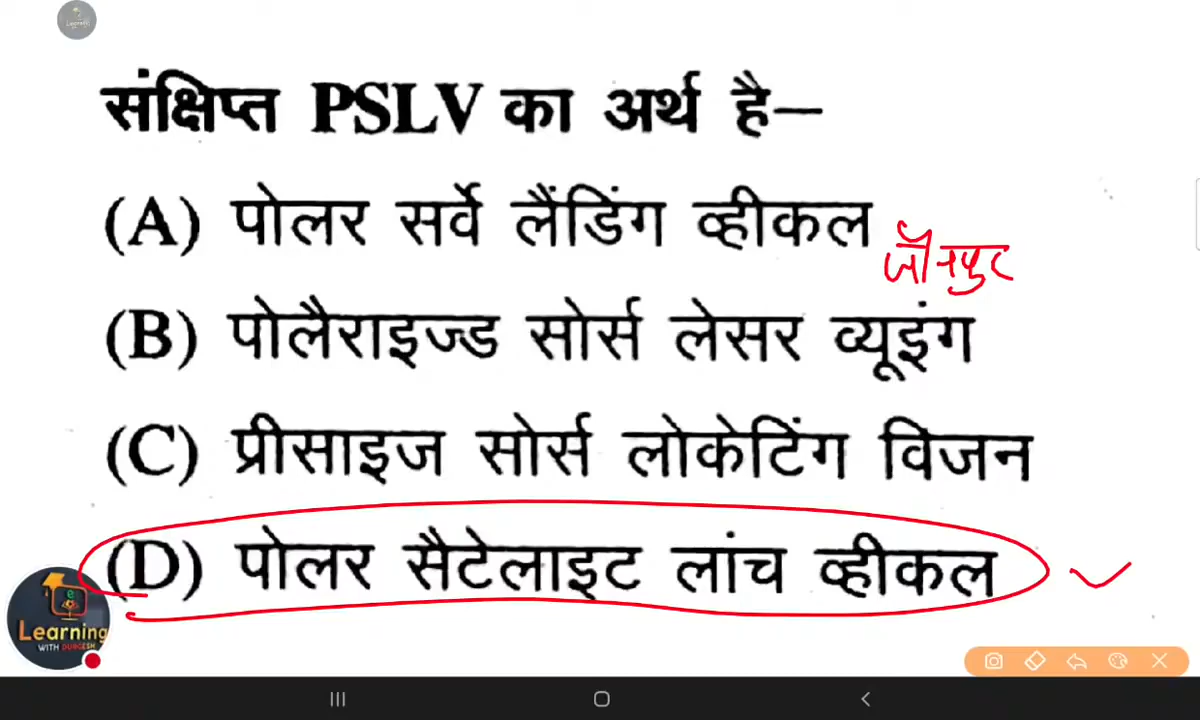 संक्षिप्त PSLV का अर्थ है—
(A) पोलर सर्वे लैंडिंग व्हीकल
जौनपुर
(B) पोलैराइज्ड सोर्स लेसर व्यूइंग
(C) प्रीसाइज सोर्स लोकेटिंग विजन
(D) पोलर सैटेलाइट लांच व्हीकल
e
Learning
WITH DURGESH